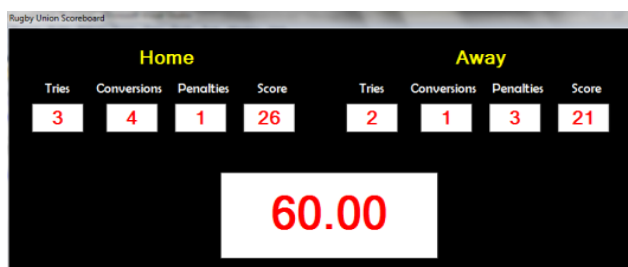 Rugby Union Scoreboard
Home Away
Tries Conversions Penalties Score Tries Conversions Penalties Score
3 4 1 26 2 1 3 21
60.00